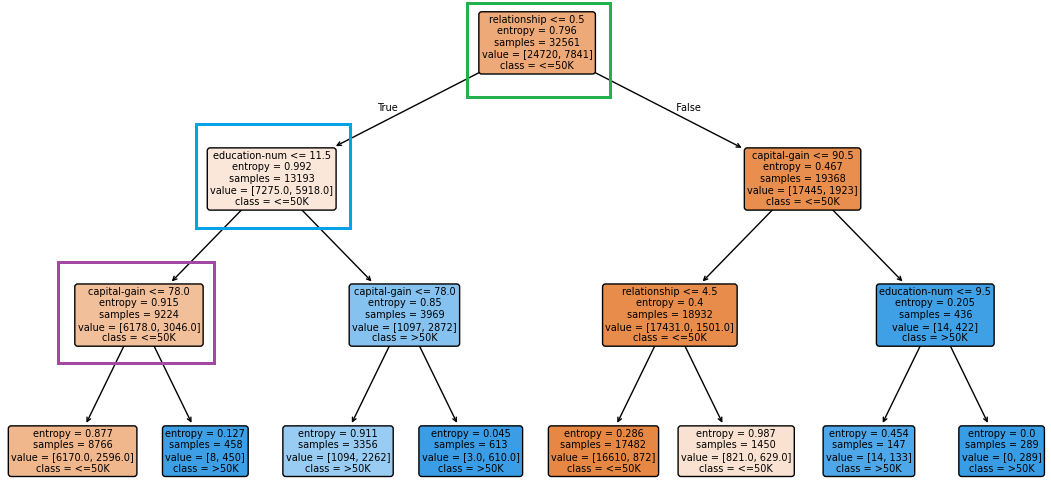 relationship <= 0.5
entropy = 0.796
samples = 32561
value = [24720, 7841]
class = <=50K
True
False
education-num <= 11.5
entropy = 0.992
samples = 13193
value = [7275.0, 5918.0]
class = <=50K
capital-gain <= 90.5
entropy = 0.467
samples = 19368
value = [17445, 1923]
class = <=50K
capital-gain <= 78.0
entropy = 0.915
samples = 9224
value = [6178.0, 3046.0]
class = <=50K
capital-gain <= 78.0
entropy = 0.85
samples = 3969
value = [1097, 2872]
class = >50K
relationship <= 4.5
entropy = 0.4
samples = 18932
value = [17431.0, 1501.0]
class = <=50K
education-num <= 9.5
entropy = 0.205
samples = 436
value = [14, 422]
class = >50K
entropy = 0.877
samples = 8766
value = [6170.0, 2596.0]
class = <=50K
entropy = 0.127
samples = 458
value = [8, 450]
class = >50K
entropy = 0.911
samples = 3356
value = [1094, 2262]
class = >50K
entropy = 0.045
samples = 613
value = [3.0, 610.0]
class = >50K
entropy = 0.286
samples = 17482
value = [16610, 872]
class = <=50K
entropy = 0.987
samples = 1450
value = [821.0, 629.0]
class = <=50K
entropy = 0.454
samples = 147
value = [14, 133]
class = >50K
entropy = 0.0
samples = 289
value = [0, 289]
class = >50K